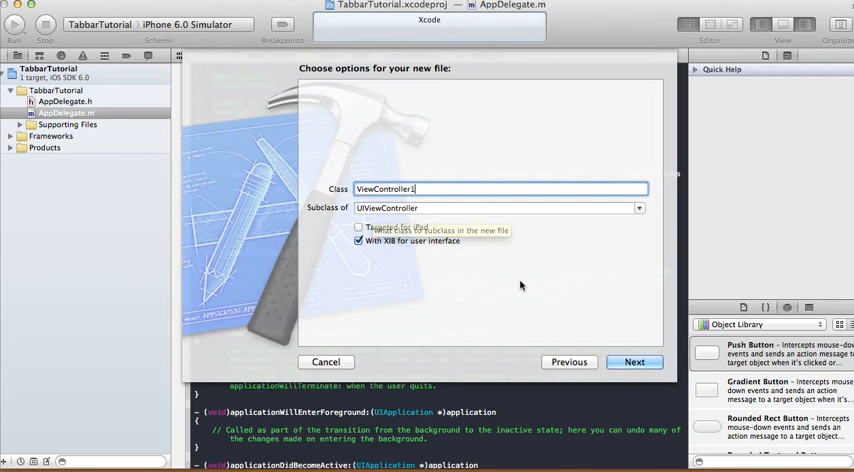 TabbarTutorial.xcodeproj — AppDelegate.m
TabbarTutorial
iPhone 6.0 Simulator
Xcode
Run
Stop
Scheme
Breakpoints
Editor
View
Organiz
TabbarTutorial
1 target, iOS SDK 6.0
TabbarTutorial
AppDelegate.h
AppDelegate.m
Supporting Files
Frameworks
Products
Choose options for your new file:
Class
ViewController1
Subclass of
UIViewController
Targeted for iPad
What class to subclass in the new file
With XIB for user interface
Cancel
Previous
Next
applicationWillTerminate: when the user quits.
}
– (void)applicationWillEnterForeground:(UIApplication *)application
{
// Called as part of the transition from the background to the inactive state; here you can undo many of
the changes made on entering the background.
}
– (void)applicationDidBecomeActive:(UIApplication *)application
Quick Help
Object Library
Push Button – Intercepts mouse-dow
events and sends an action message to
target object when it's clicked or...
Gradient Button – Intercepts mouse
down events and sends an action
message to a target object when it's...
Rounded Rect Button – Intercepts
mouse-down events and sends an
action message to a target object...